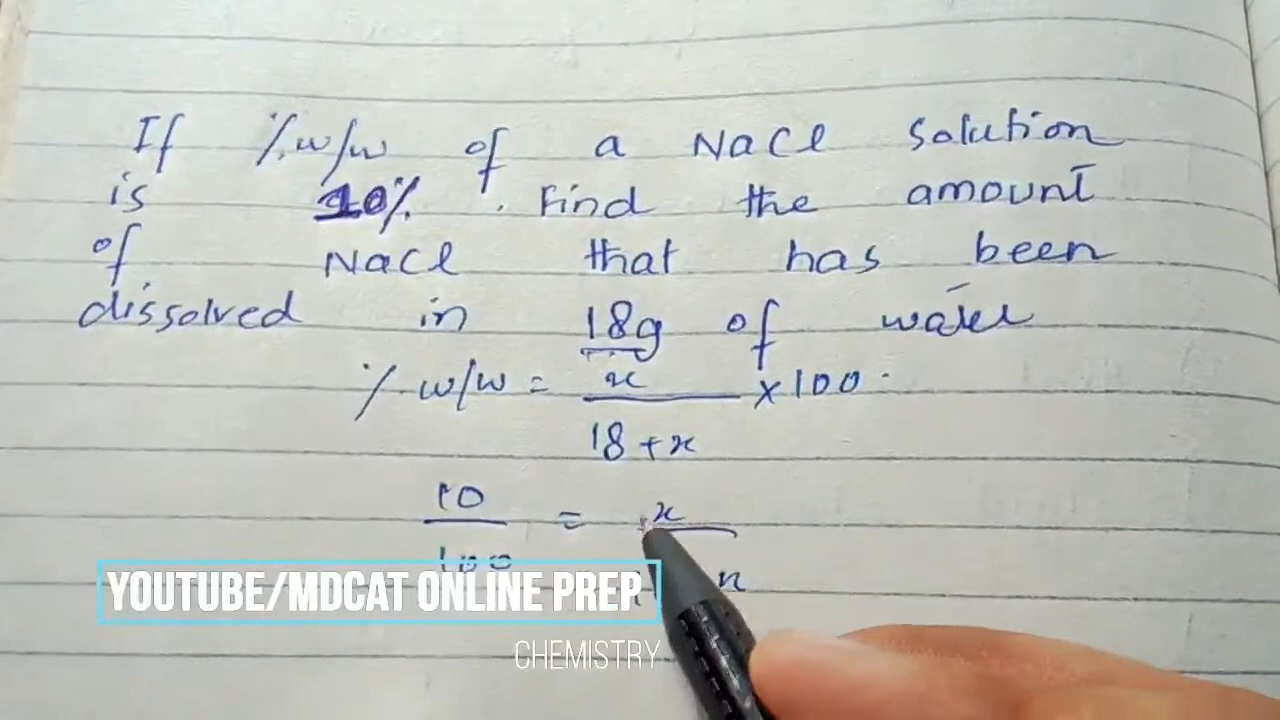 If %w/w of a NaCl solution
is 10% . Find the amount
of NaCl that has been
dissolved in 18g of water
% w/w = x / 18 + x × 100
10 / 100 = x
YOUTUBE/MDCAT ONLINE PREP
CHEMISTRY